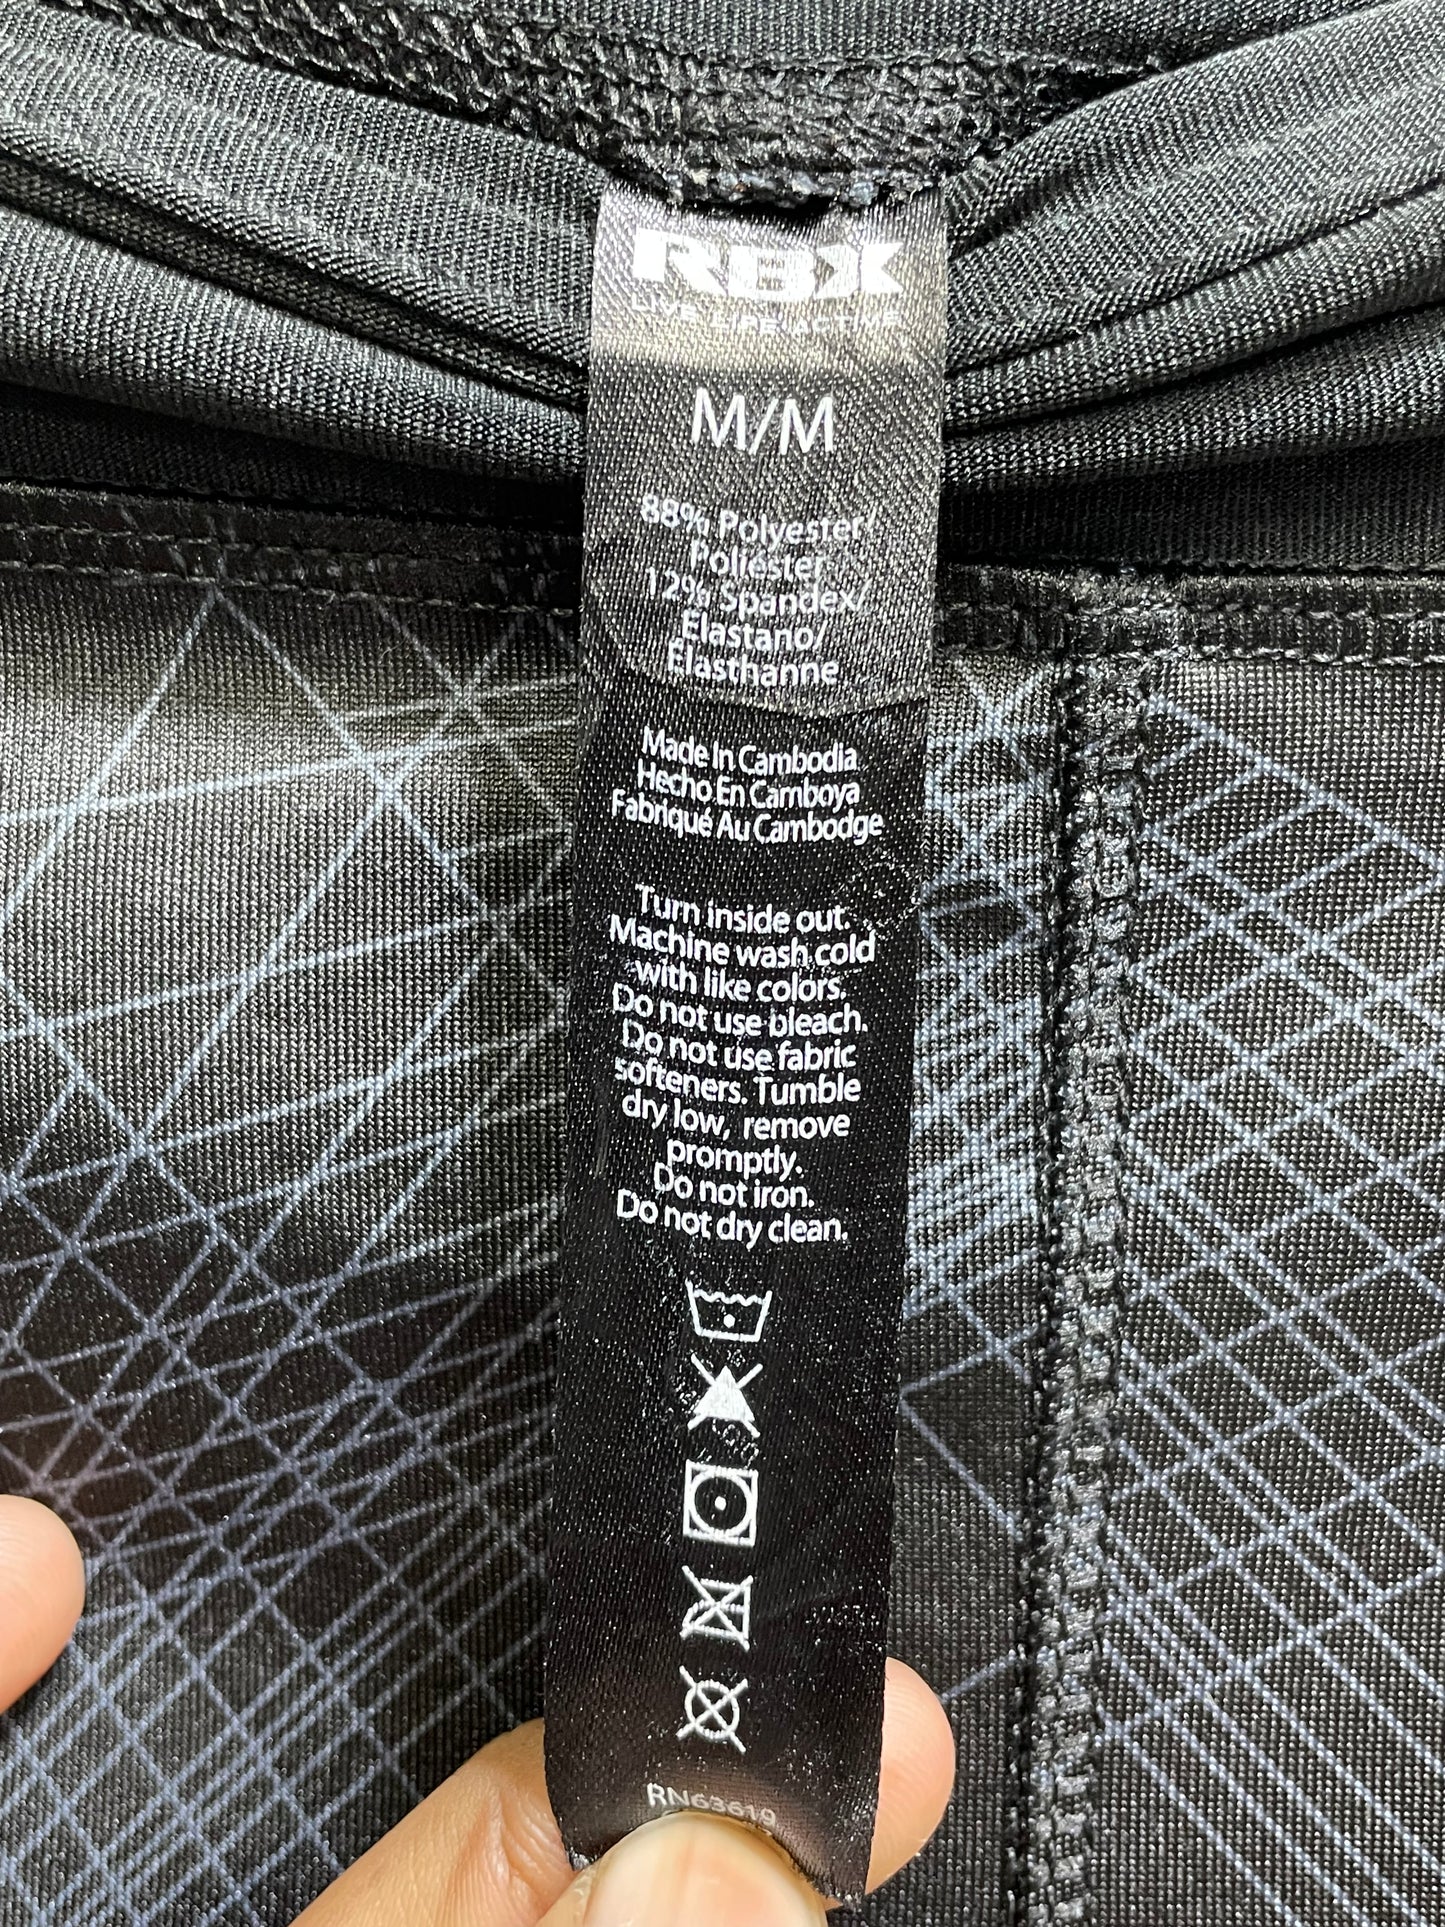 RBX
LIVE LIFE ACTIVE
M/M
88% Polyester/
Poliester
12% Spandex/
Elastano/
Élasthanne
Made In Cambodia
Hecho En Camboya
Fabriqué Au Cambodge
Turn inside out.
Machine wash cold
with like colors.
Do not use bleach.
Do not use fabric
softeners. Tumble
dry low, remove
promptly.
Do not iron.
Do not dry clean.
RN63619